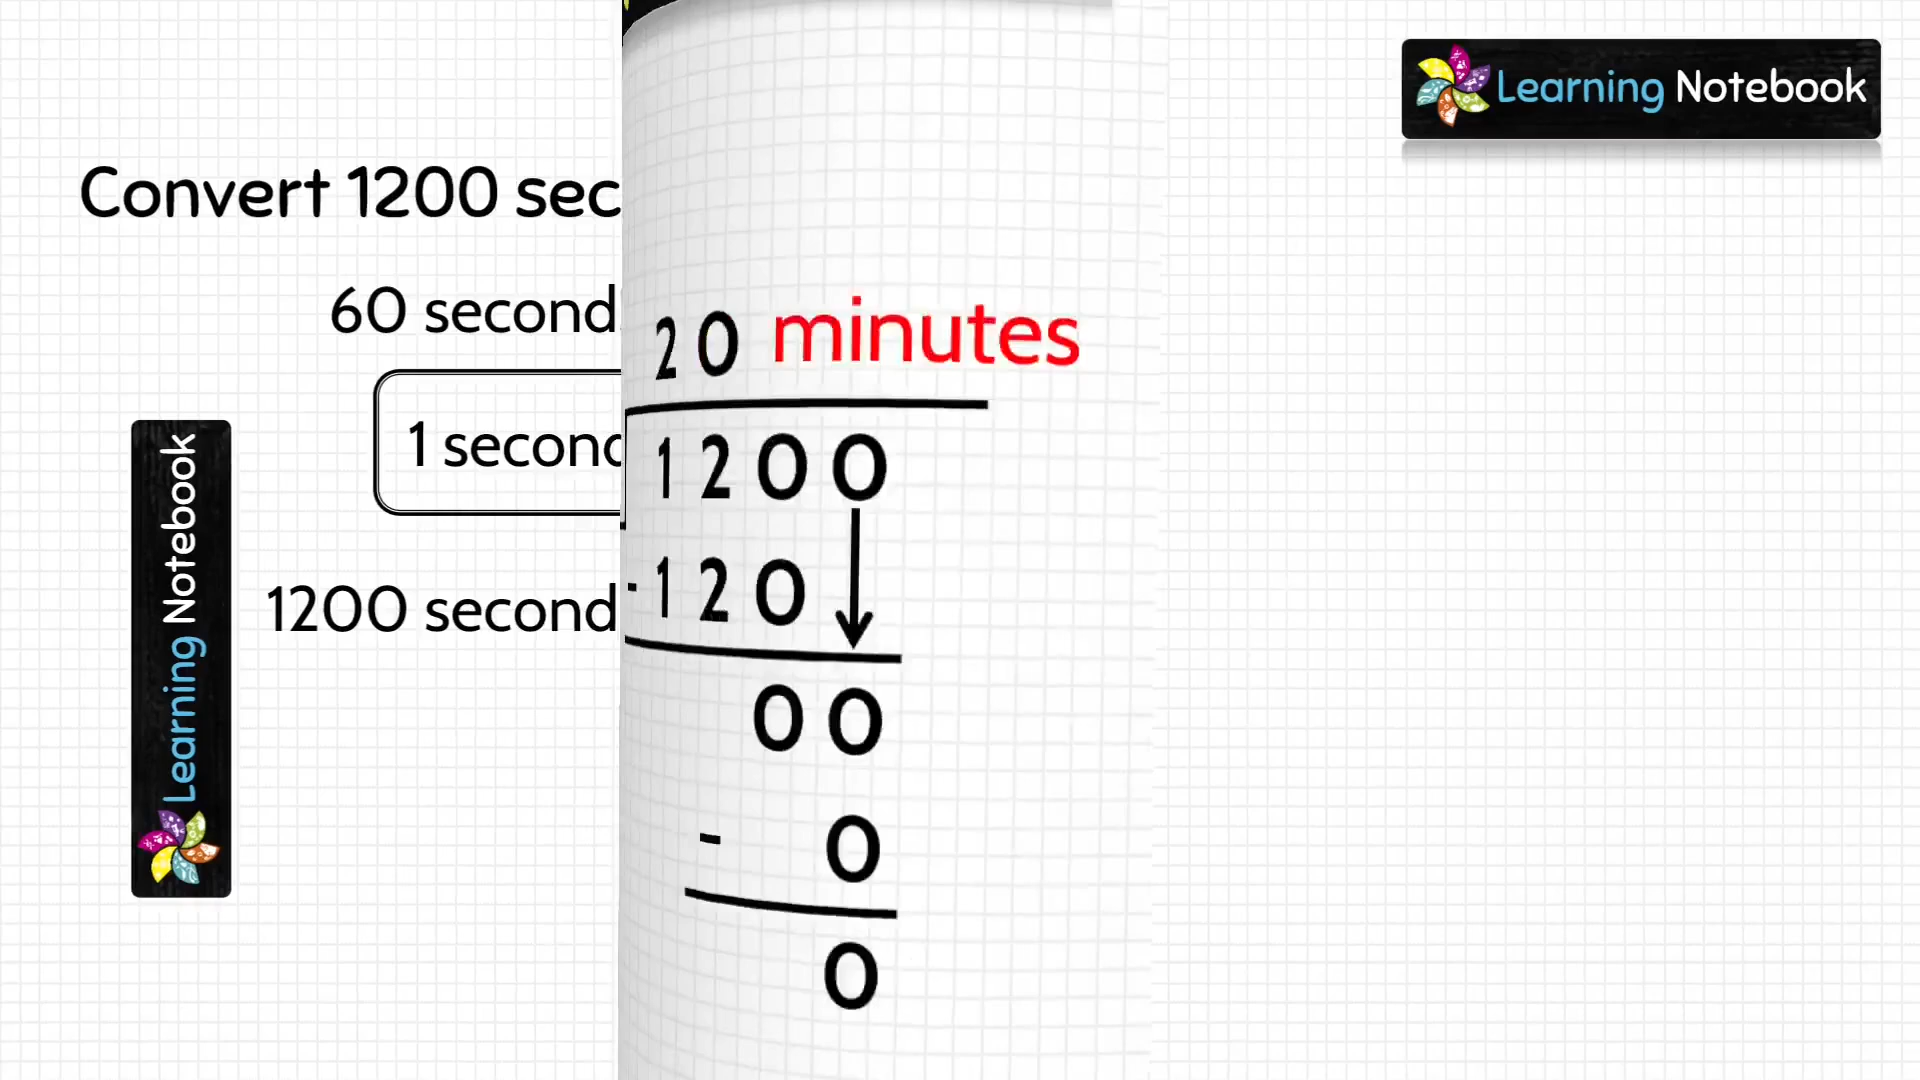 Learning Notebook
Convert 1200 sec
60 second
1 second
1200 second
Learning Notebook
20 minutes
1200
-120
00
- 0
0